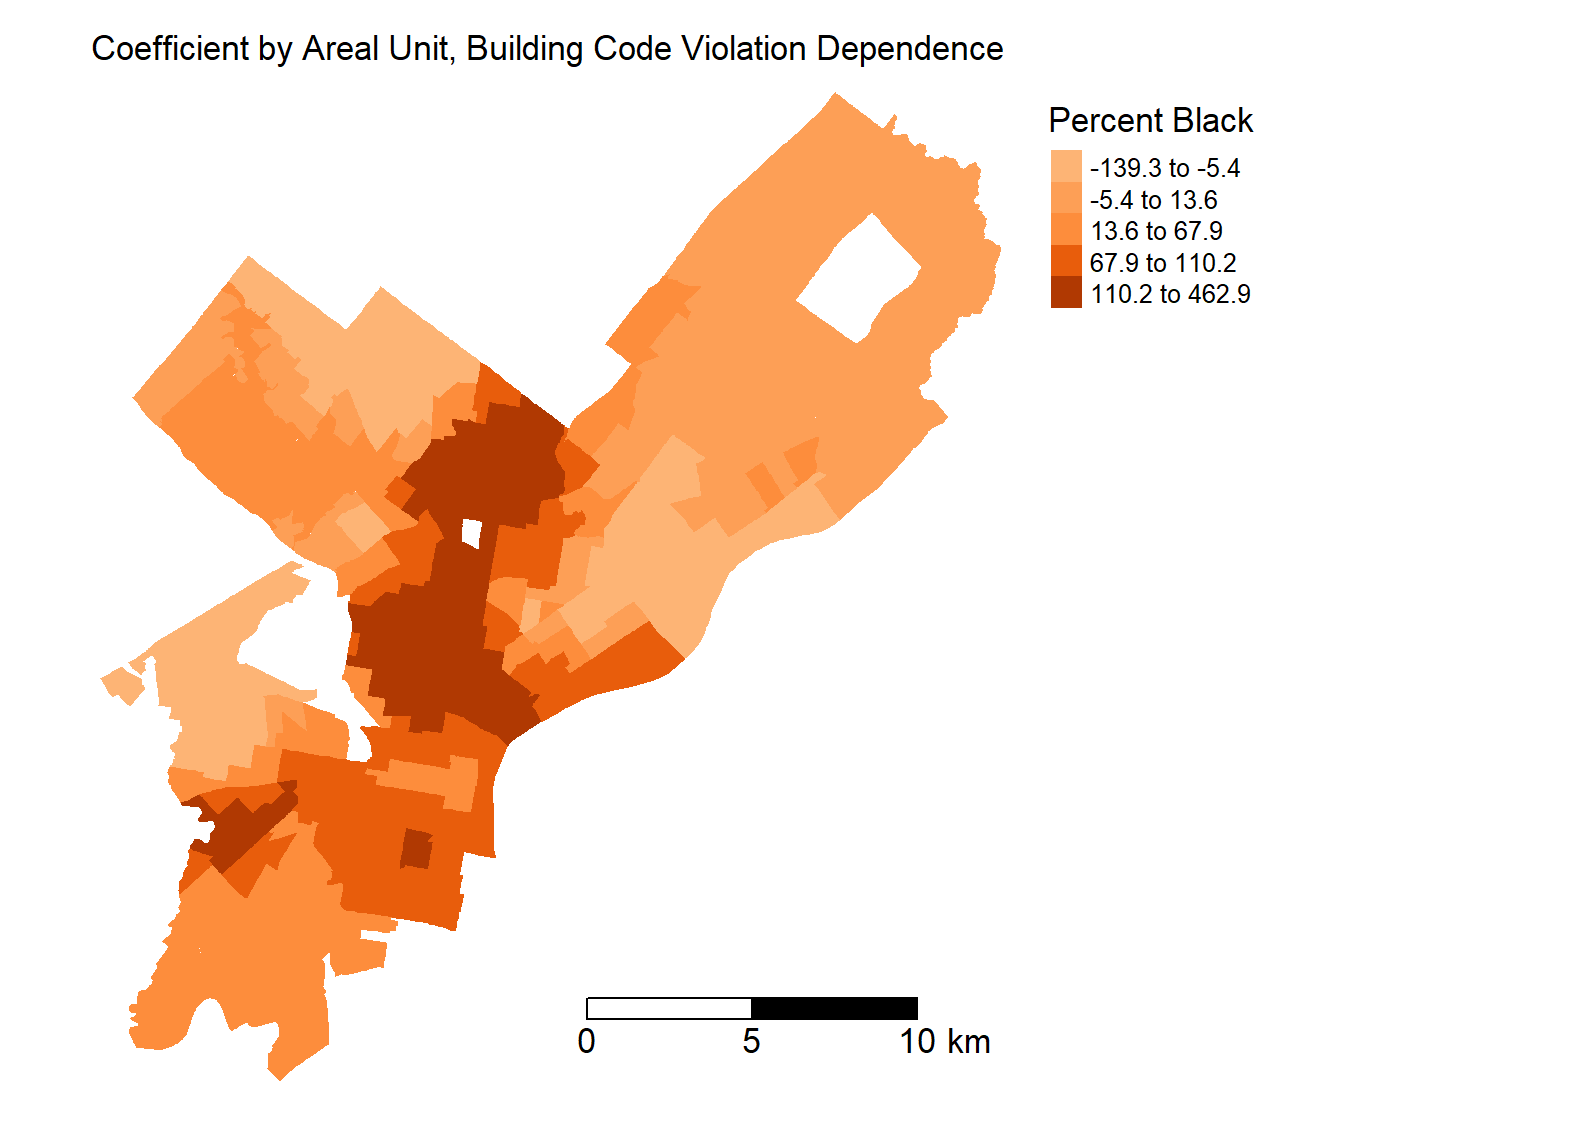 Coefficient by Areal Unit, Building Code Violation Dependence
Percent Black
-139.3 to -5.4
-5.4 to 13.6
13.6 to 67.9
67.9 to 110.2
110.2 to 462.9
0 5 10 km